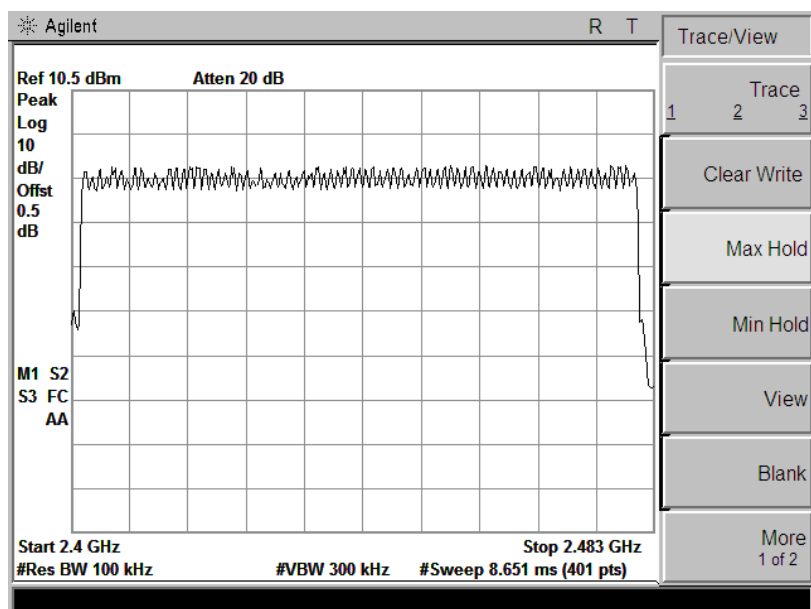 Agilent R T
Ref 10.5 dBm Atten 20 dB
Peak
Log
10
dB/
Offst
0.5
dB
M1 S2
S3 FC
AA
Start 2.4 GHz Stop 2.483 GHz
#Res BW 100 kHz #VBW 300 kHz #Sweep 8.651 ms (401 pts)
Trace/View
Trace
1 2 3
Clear Write
Max Hold
Min Hold
View
Blank
More
1 of 2